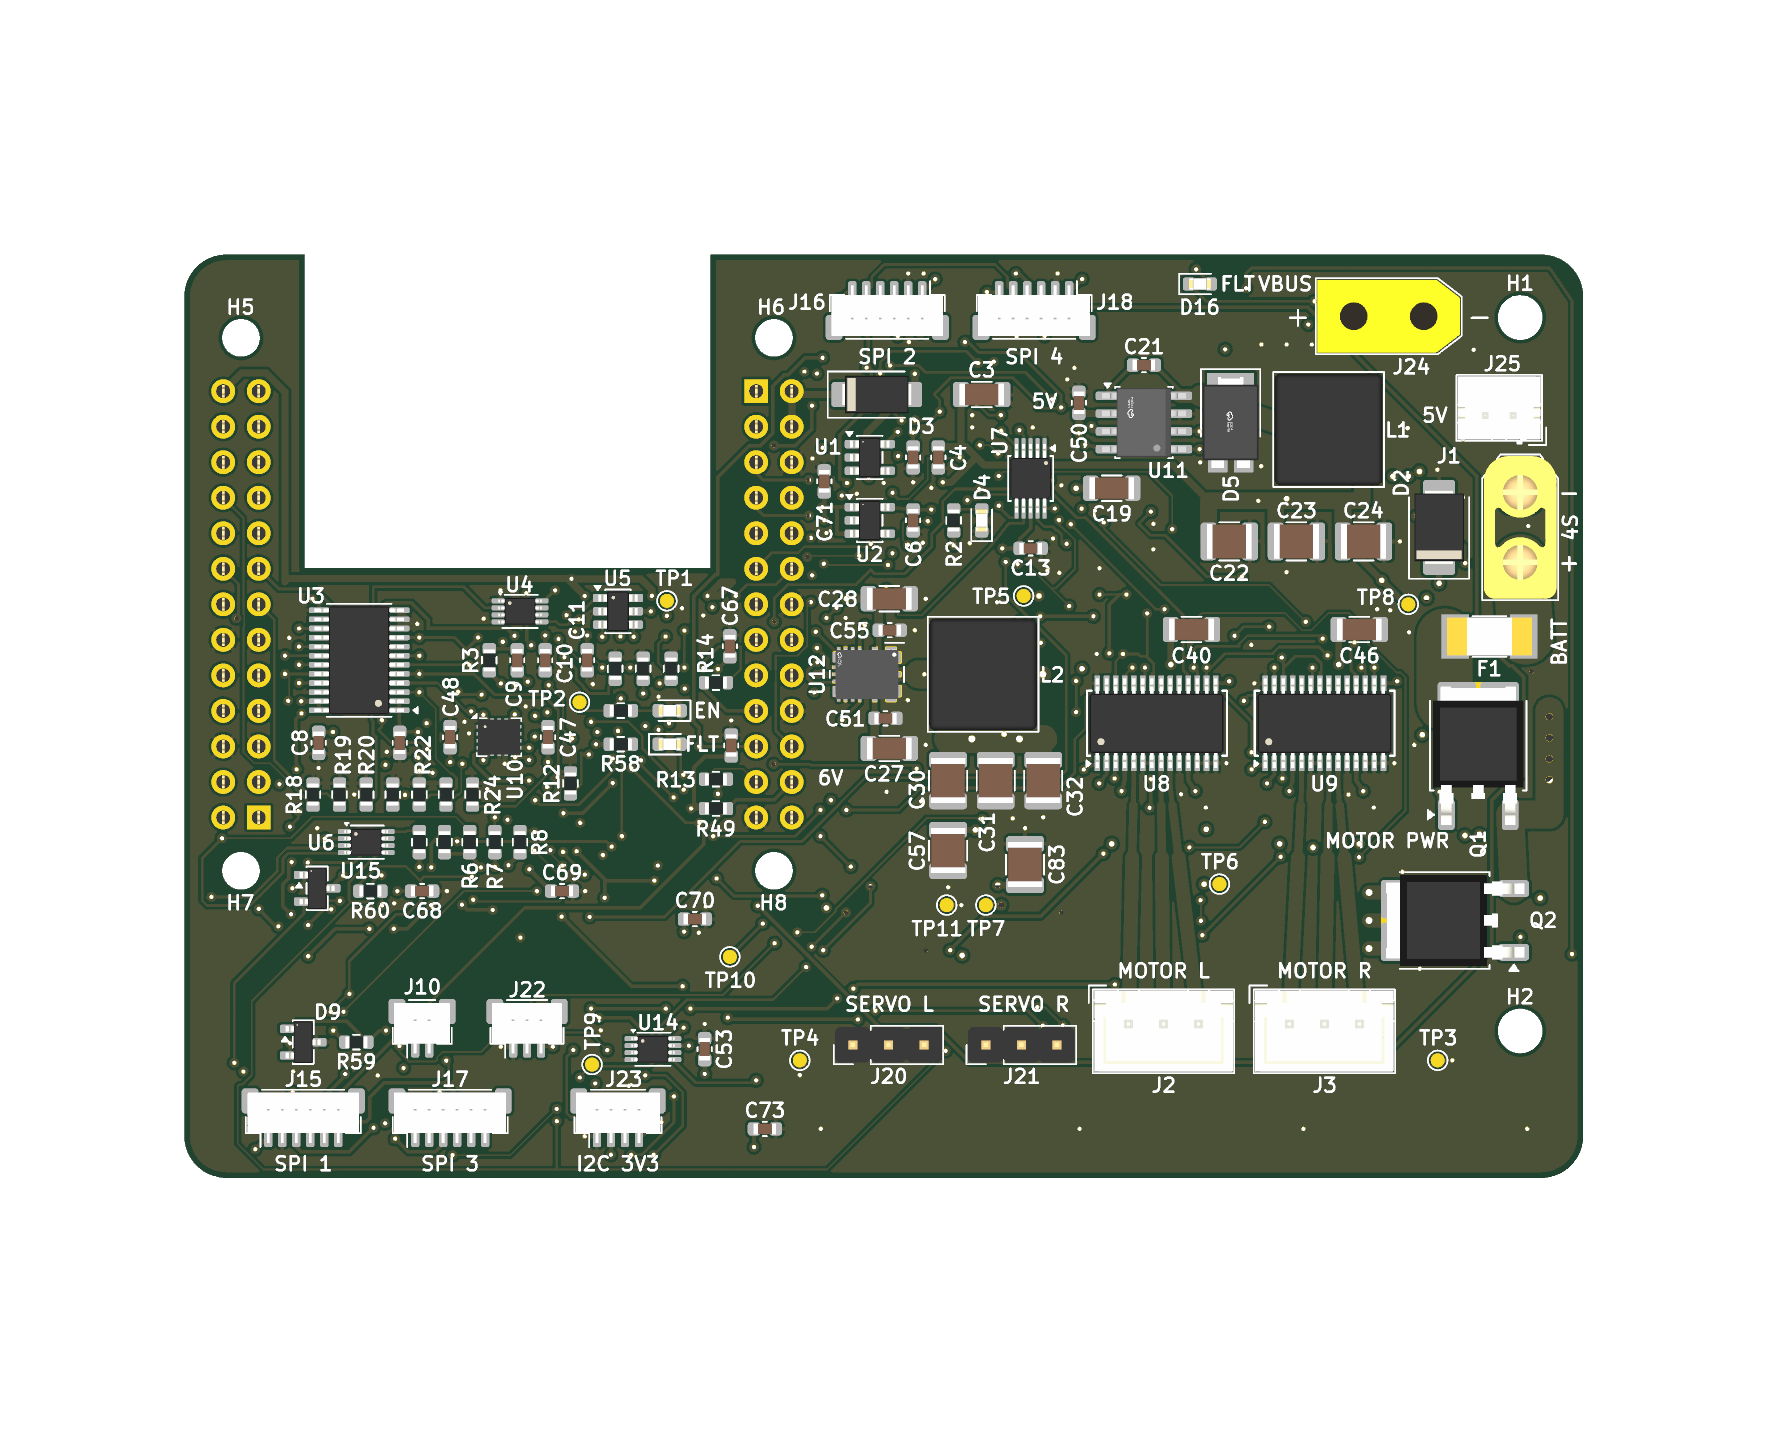 H5
H6
J16
J18
D16
FLT
VBUS
+
−
H1
SPI 2
SPI 4
C21
J24
J25
C3
5V
5V
D3
U1
C4
U7
C50
U11
D5
L1
J1
D2
−
4S
+
C71
U2
C6
R2
D4
C19
C13
C22
C23
C24
U3
U4
U5
TP1
C11
C67
C28
TP5
TP8
C55
R3
C9
C10
R14
U12
L2
C40
C46
F1
BATT
C48
TP2
EN
C51
C8
R19
R20
R22
U10
C47
R58
FLT
R13
6V
C27
R18
R24
R12
R49
C30
C31
C32
U8
U9
MOTOR PWR
Q1
U6
U15
R6
R7
R8
C57
C83
TP6
H7
R60
C68
C69
C70
H8
TP11
TP7
Q2
TP10
MOTOR L
MOTOR R
J10
J22
SERVO L
SERVO R
H2
D9
R59
TP9
U14
C53
TP4
TP3
J15
J17
J23
J20
J21
J2
J3
C73
SPI 1
SPI 3
I2C 3V3